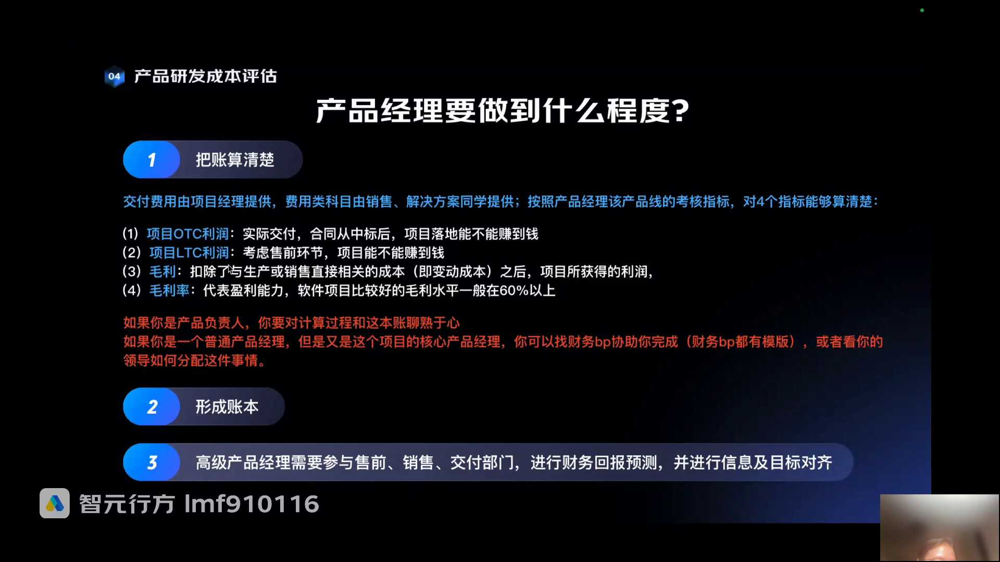 04 产品研发成本评估
产品经理要做到什么程度?
1 把账算清楚
交付费用由项目经理提供，费用类科目由销售、解决方案同学提供；按照产品经理该产品线的考核指标，对4个指标能够算清楚：
(1) 项目OTC利润：实际交付，合同从中标后，项目落地能不能赚到钱
(2) 项目LTC利润：考虑售前环节，项目能不能赚到钱
(3) 毛利：扣除了与生产或销售直接相关的成本（即变动成本）之后，项目所获得的利润，
(4) 毛利率：代表盈利能力，软件项目比较好的毛利水平一般在60%以上
如果你是产品负责人，你要对计算过程和这本账聊熟于心
如果你是一个普通产品经理，但是又是这个项目的核心产品经理，你可以找财务bp协助你完成（财务bp都有模版），或者看你的
领导如何分配这件事情。
2 形成账本
3 高级产品经理需要参与售前、销售、交付部门，进行财务回报预测，并进行信息及目标对齐
智元行方 lmf910116